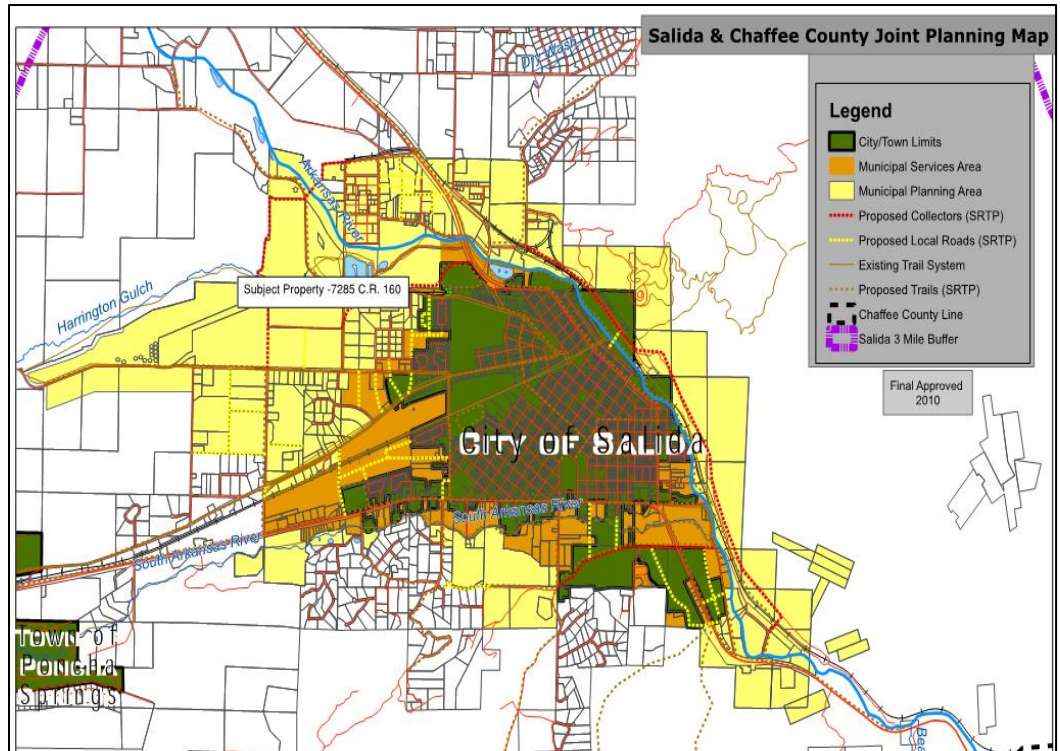 Salida & Chaffee County Joint Planning Map
Dry Wash
Legend
City/Town Limits
Municipal Services Area
Municipal Planning Area
Proposed Collectors (SRTP)
Proposed Local Roads (SRTP)
Existing Trail System
Proposed Trails (SRTP)
Chaffee County Line
Salida 3 Mile Buffer
Arkansas River
Harrington Gulch
Subject Property -7285 C.R. 160
Final Approved
2010
City of Salida
South Arkansas River
South Arkansas River
Town of
Poncha
Springs